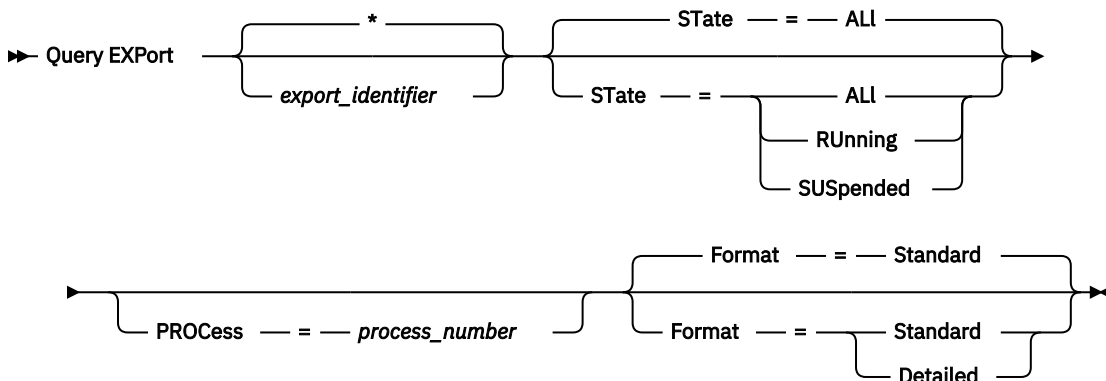 * STate = ALl
Query EXPort
export_identifier STate = ALl
RUnning
SUSpended
Format = Standard
PROCess = process_number Format = Standard
Detailed